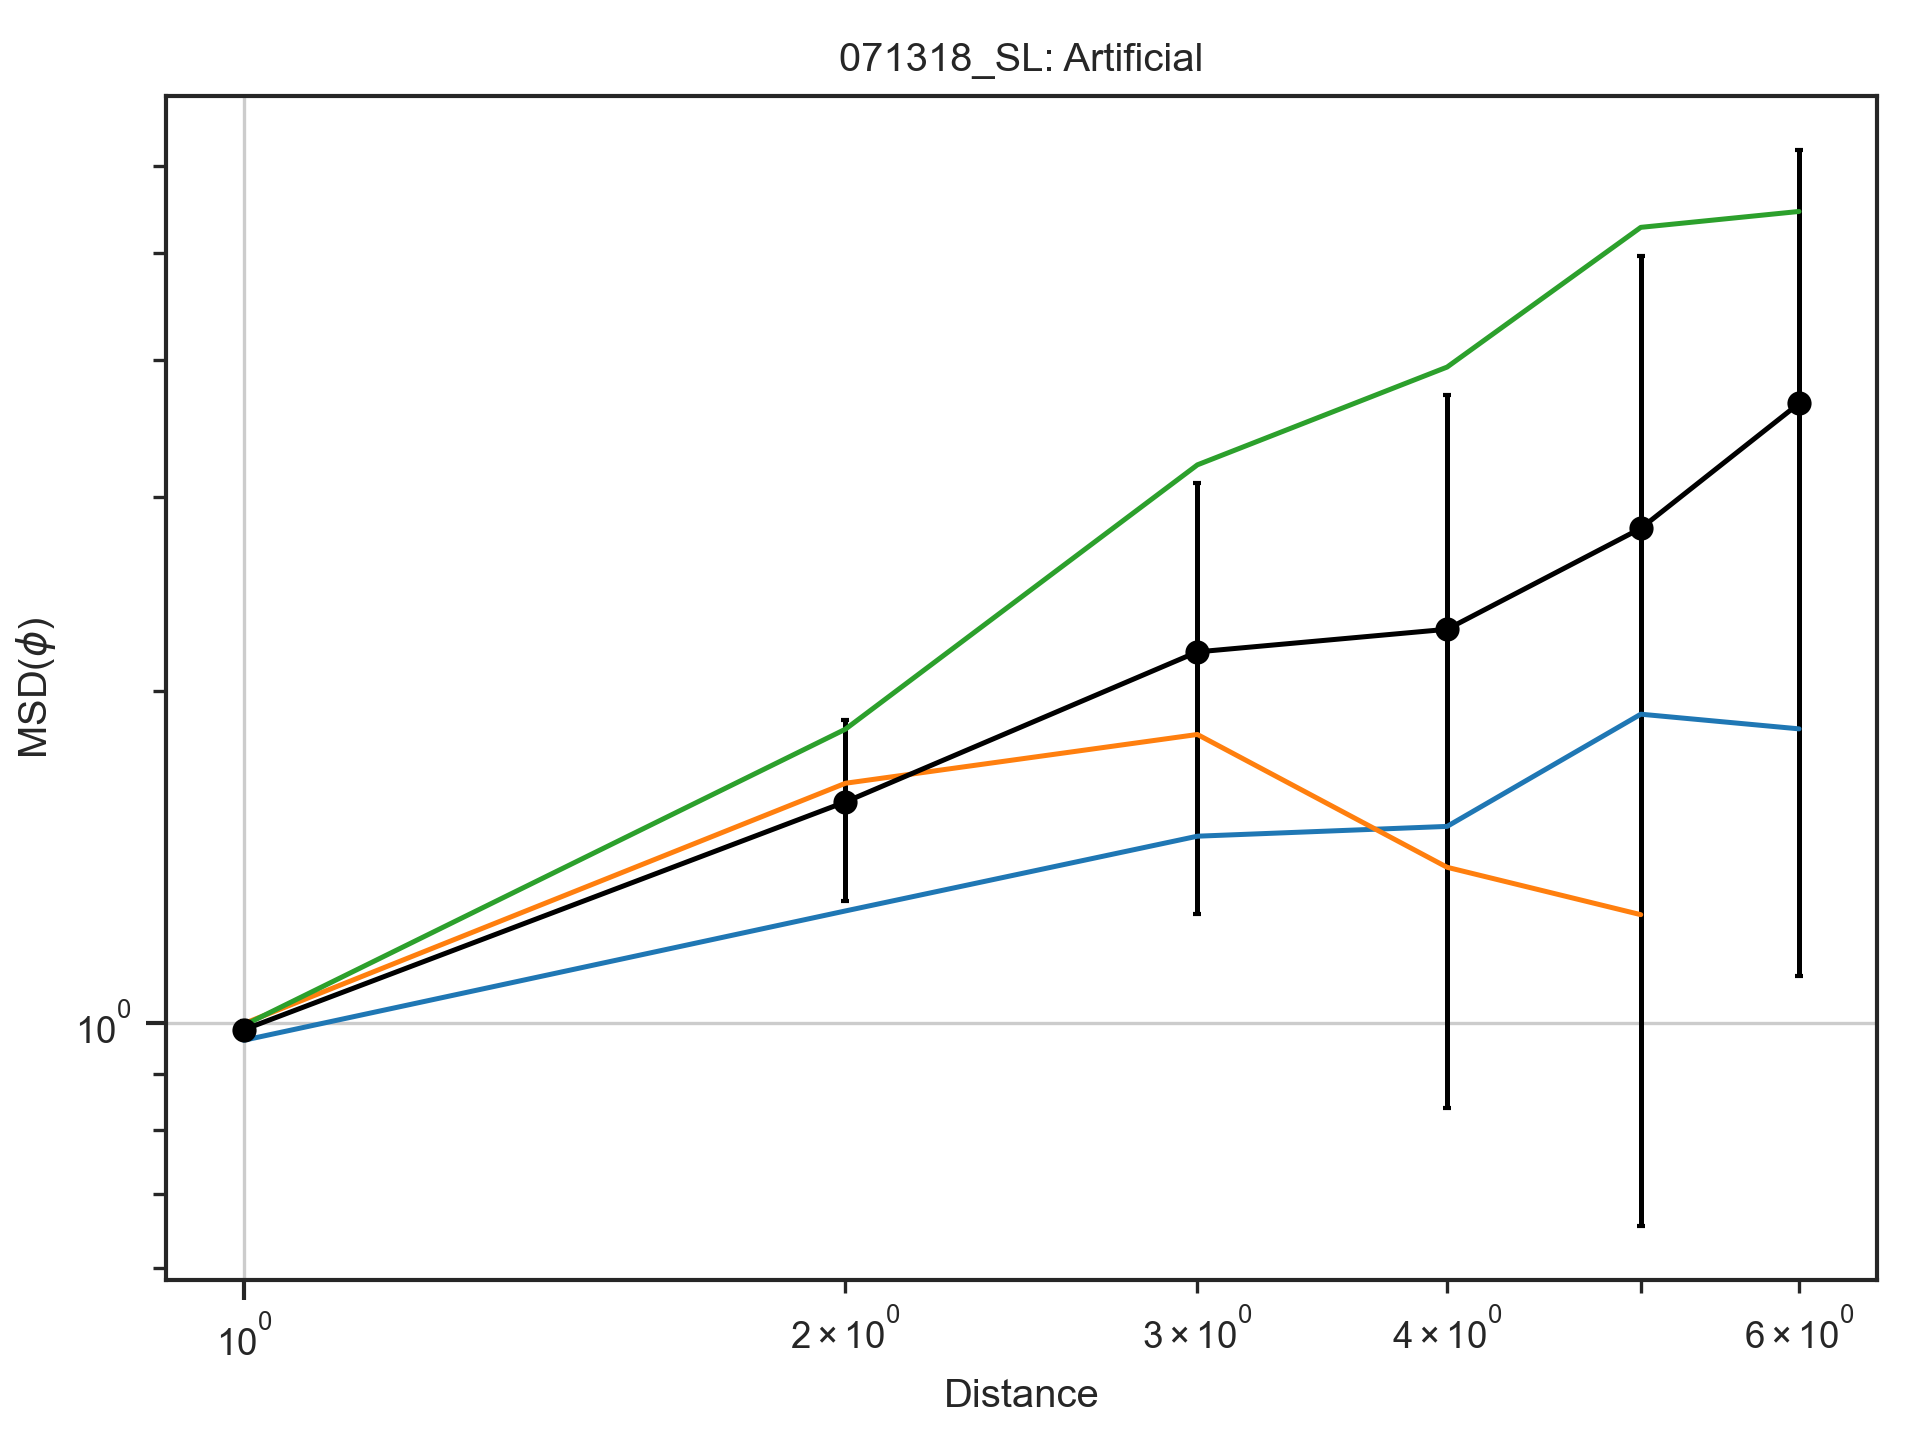 071318_SL: Artificial
MSD(ϕ)
10⁰
10⁰
2 × 10⁰
3 × 10⁰
4 × 10⁰
6 × 10⁰
Distance